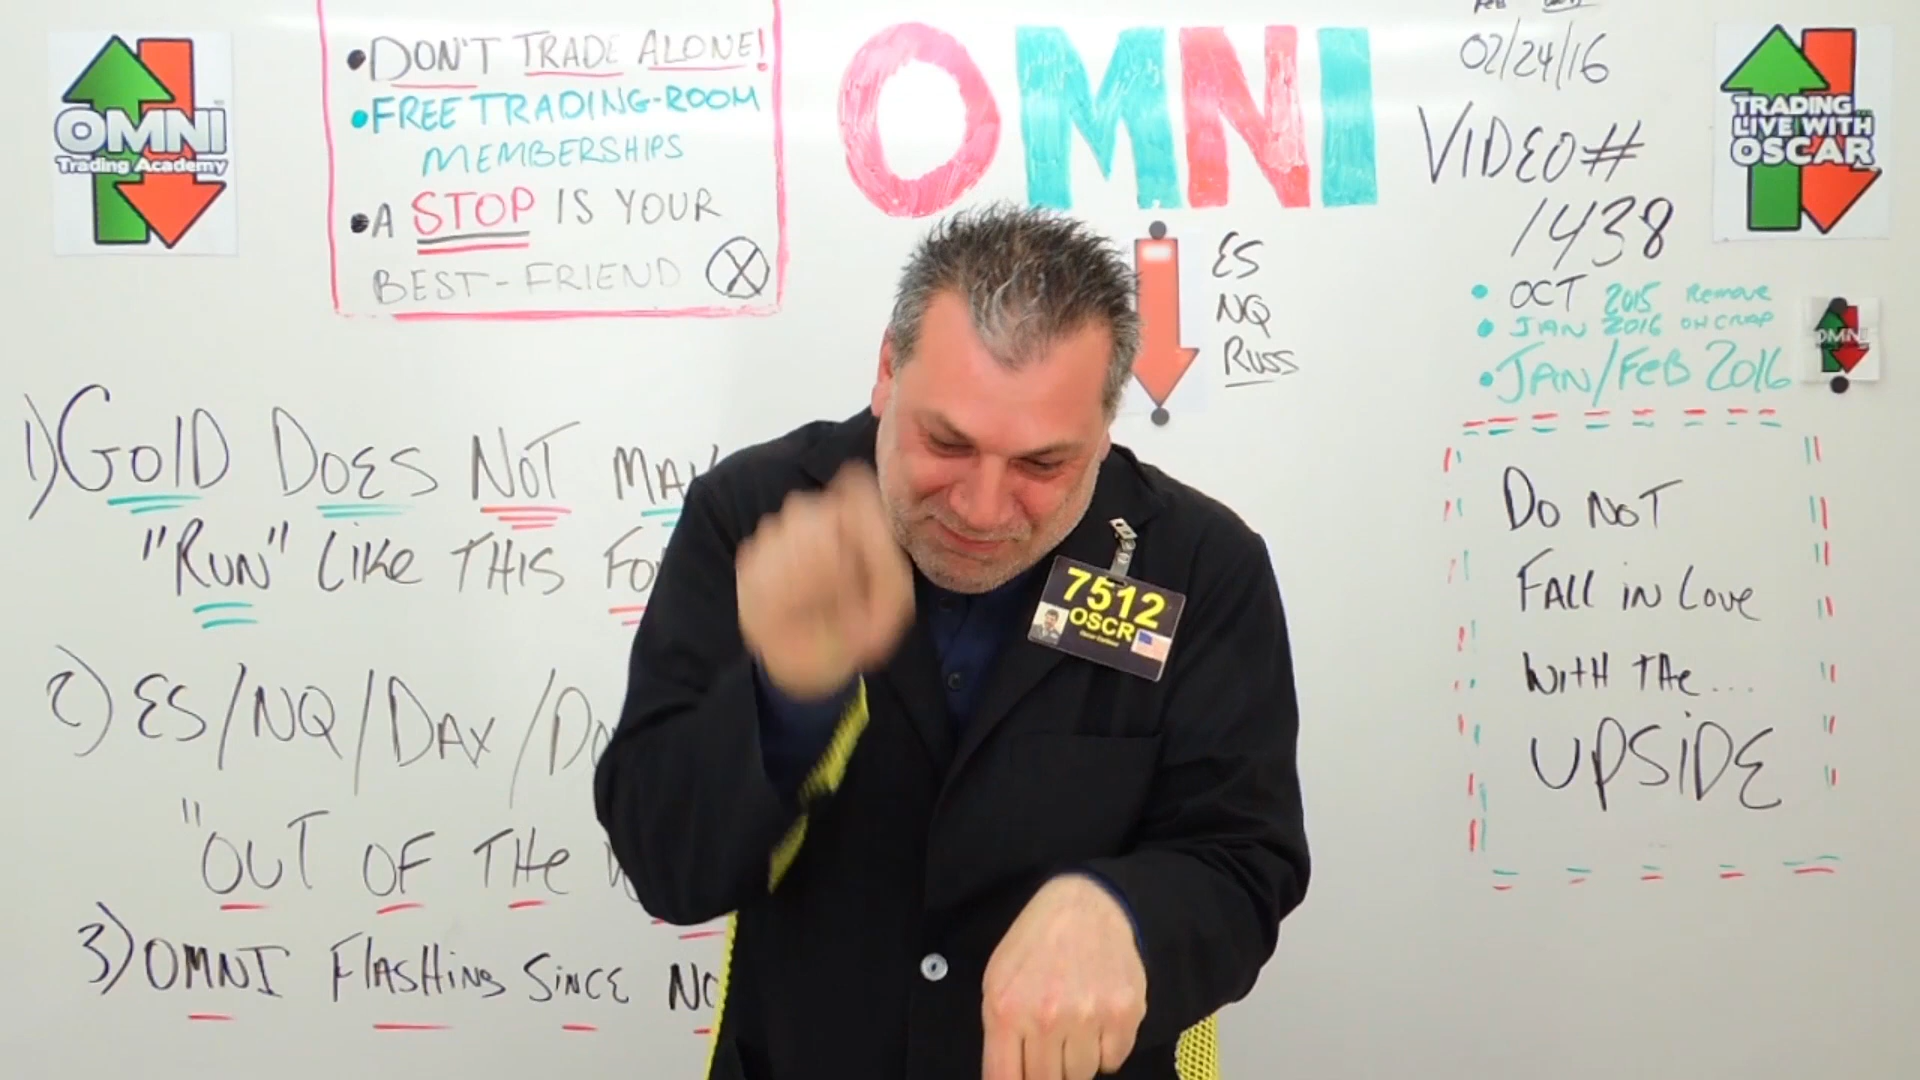 OMNI
Trading Academy
•DON'T TRADE ALONE!
•FREE TRADING-ROOM
MEMBERSHIPS
•A STOP IS YOUR
BEST-FRIEND X
OMNI
ES
NQ
RUSS
02/24/16
VIDEO#
1438
• OCT 2015 Remove
• JAN 2016
•JAN/FEB 2016
TRADING
LIVE WITH
OSCAR
OMNI
1) GOlD DOES NOT
"RUN" LiKe THIS
2) ES/NQ/DAX/
"OUT OF THe
3) OMNI FlASHiNg SiNCE
7512
OSCR
DO NOT
FALL iN Love
WiTH THe...
UPSiDE